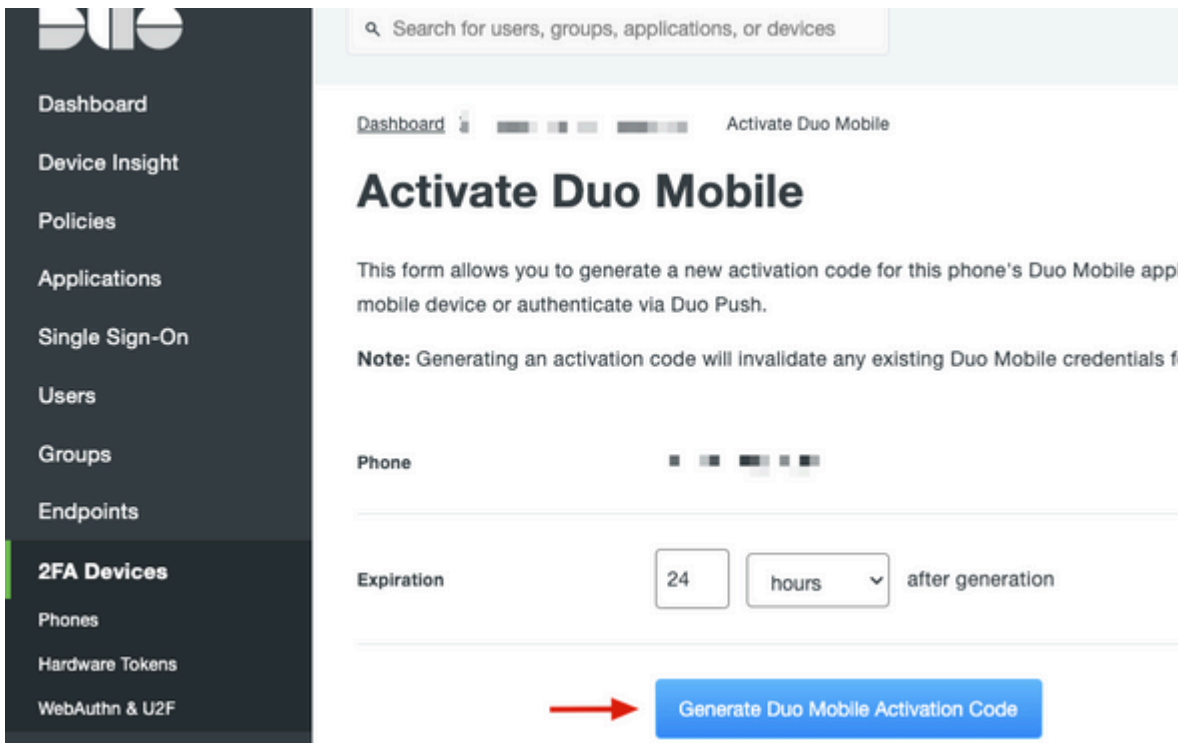 Search for users, groups, applications, or devices
Dashboard
Device Insight
Policies
Applications
Single Sign-On
Users
Groups
Endpoints
2FA Devices
Phones
Hardware Tokens
WebAuthn & U2F
Dashboard Activate Duo Mobile
Activate Duo Mobile
This form allows you to generate a new activation code for this phone's Duo Mobile
mobile device or authenticate via Duo Push.
Note: Generating an activation code will invalidate any existing Duo Mobile credentials
Phone
Expiration 24 hours after generation
Generate Duo Mobile Activation Code